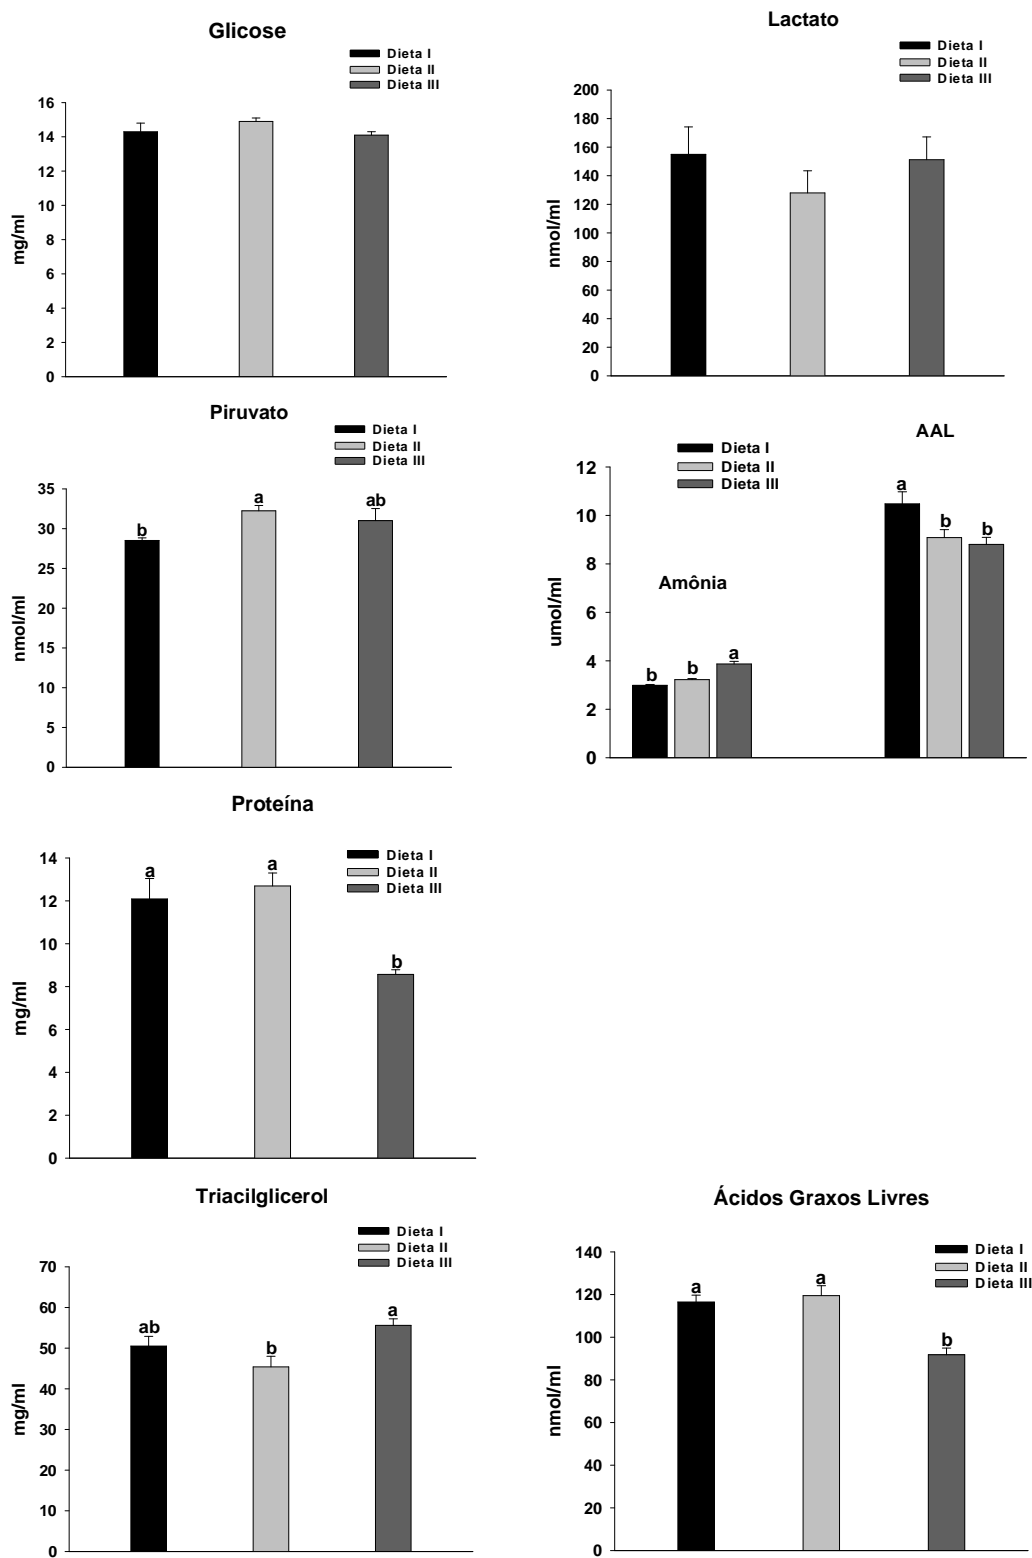 Glicose
Dieta I
Dieta II
Dieta III
16
14
12
10
8
6
4
2
0
mg/ml
Lactato
Dieta I
Dieta II
Dieta III
200
180
160
140
120
100
80
60
40
20
0
nmol/ml
Piruvato
Dieta I
Dieta II
Dieta III
35
30
25
20
15
10
5
0
nmol/ml
b
a
ab
AAL
Dieta I
Dieta II
Dieta III
12
10
8
6
4
2
0
umol/ml
Amônia
b
b
a
a
b
b
Proteína
Dieta I
Dieta II
Dieta III
14
12
10
8
6
4
2
0
mg/ml
a
a
b
Triacilglicerol
Dieta I
Dieta II
Dieta III
70
60
50
40
30
20
10
0
mg/ml
ab
b
a
Ácidos Graxos Livres
Dieta I
Dieta II
Dieta III
140
120
100
80
60
40
20
0
nmol/ml
a
a
b